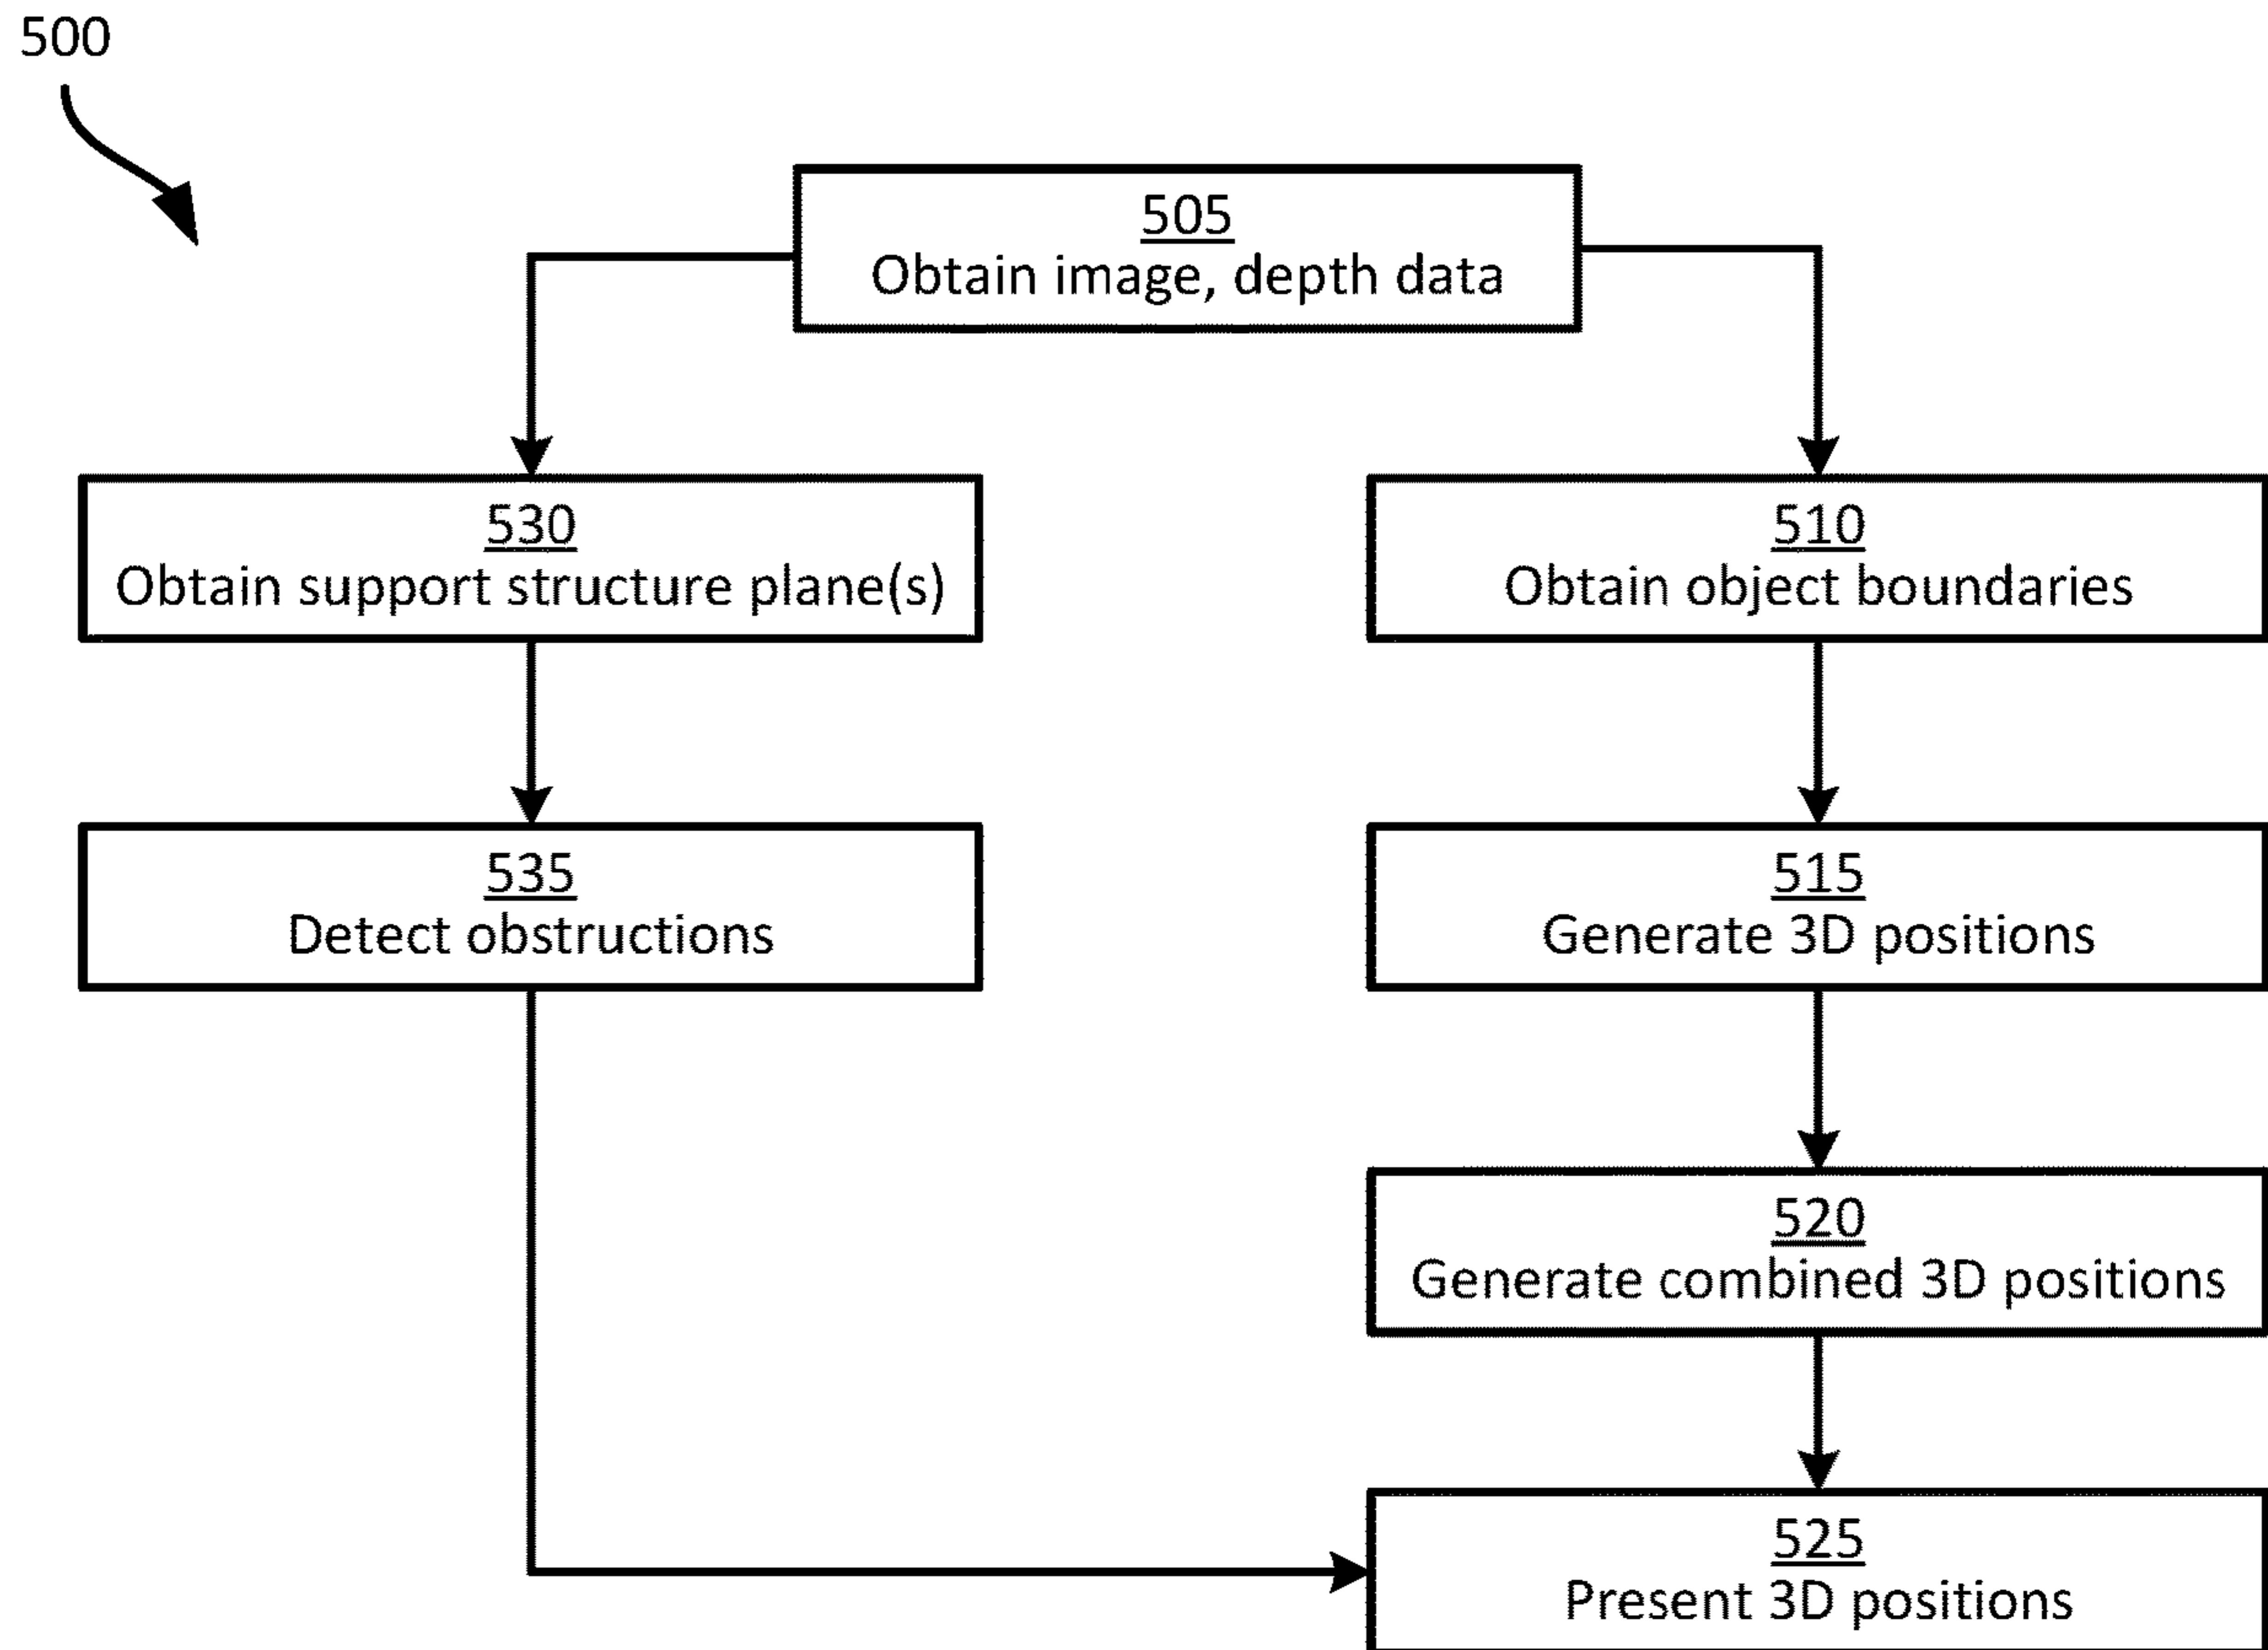 500
505
Obtain image, depth data
530
Obtain support structure plane(s)
510
Obtain object boundaries
535
Detect obstructions
515
Generate 3D positions
520
Generate combined 3D positions
525
Present 3D positions